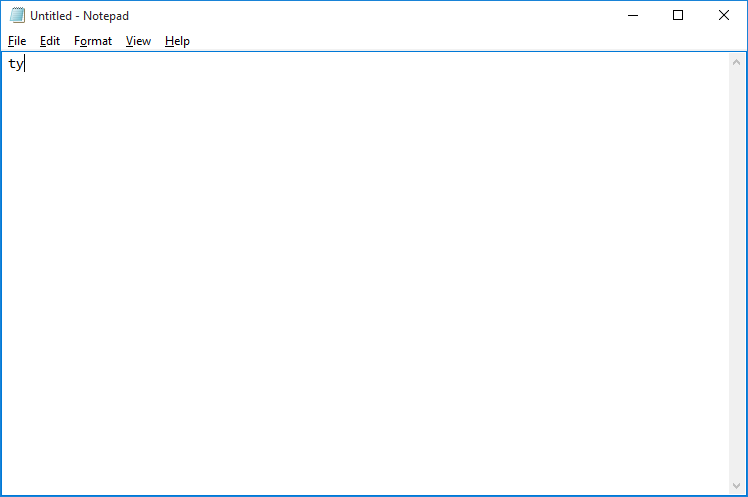 Untitled - Notepad
File Edit Format View Help
ty